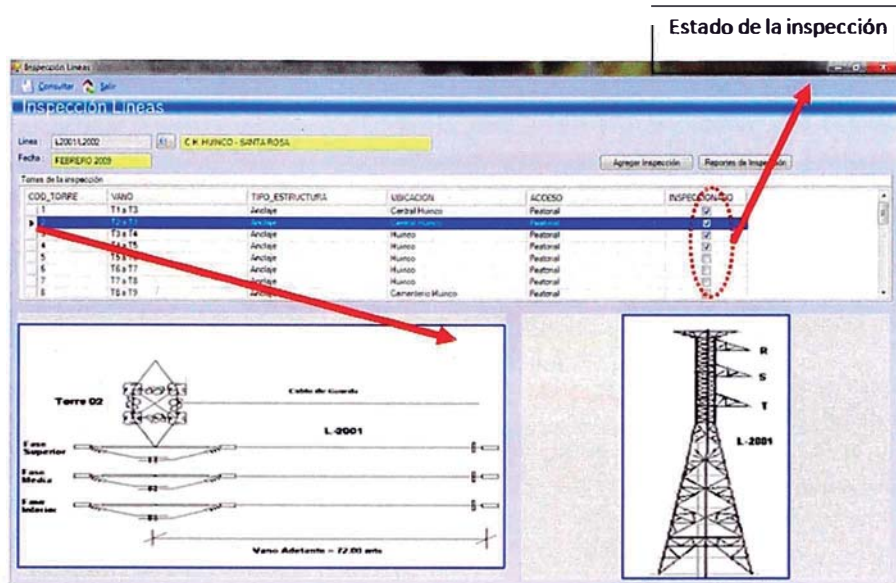 Estado de la inspección
Inspección Lineas
Consultar Salir
Inspección Lineas
Linea L2001/L2002 C.H. HUINCO - SANTA ROSA
Fecha FEBRERO 2009
Agregar Inspección Reportes de Inspección
Torres de la inspección
COD_TORRE VANO TIPO_ESTRUCTURA UBICACION ACCESO INSPECCIONADO
1 T1 a T3 Anclaje Central Huinco Peatonal
2 T2 a T3 Anclaje Central Huinco Peatonal
3 T3 a T4 Anclaje Huinco Peatonal
4 T4 a T5 Anclaje Huinco Peatonal
5 T5 a Anclaje Huinco Peatonal
6 T6 a T7 Anclaje Huinco Peatonal
7 T7 a T8 Anclaje Huinco Peatonal
8 T8 a T9 Anclaje Cementerio Huinco Peatonal
Torre 02
Cable de Guarda
L-2001
Fase
Superior
Fase
Media
Fase
Inferior
Vano Adelante = 72.00 mts
R
S
T
L-2001